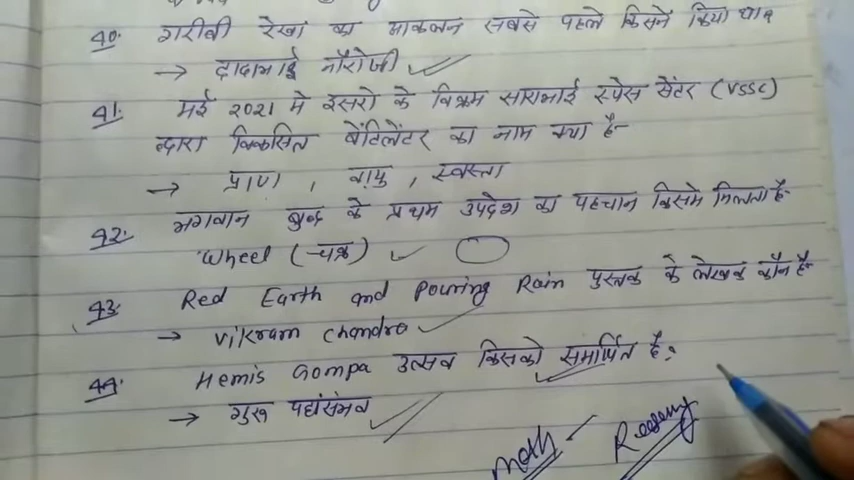 40. गरीबी रेखा का आकलन सबसे पहले किसने किया था?
→ दादाभाई नौरोजी
41. मई 2021 मे इसरो के विक्रम साराभाई स्पेस सेंटर (VSSC)
द्वारा विकसित वेंटिलेंटर का नाम क्या है-
→ प्राण, वायु, स्वस्ता
42. भगवान बुद्ध के प्रथम उपदेश का पहचान किसमे मिलता है-
Wheel (चक्र)
43. Red Earth and Pouring Rain पुस्तक के लेखक कौन है-
→ Vikram Chandra
44. Hemis Gompa उत्सव किसको समार्पित है?
→ गुरु पद्मसंभव
Math